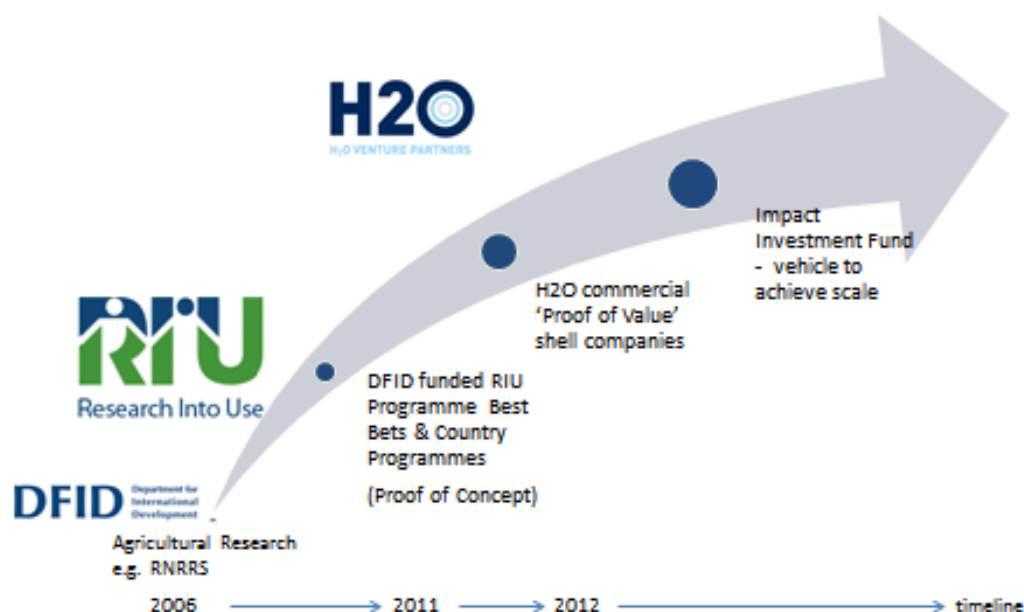 H2O
H2O VENTURE PARTNERS
Impact
Investment Fund
- vehicle to
achieve scale
H2O commercial
‘Proof of Value’
shell companies
RIU
Research Into Use
DFID funded RIU
Programme Best
Bets & Country
Programmes
(Proof of Concept)
DFID
Department for
International
Development
Agricultural Research
e.g. RNRRS
2006
2011
2012
timeline